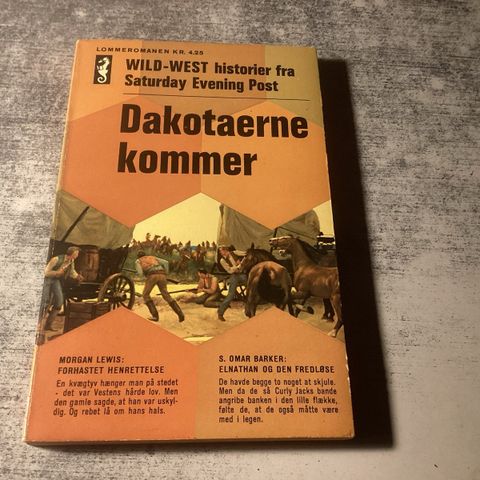 LOMMEROMANEN KR. 4.25
WILD-WEST historier fra
Saturday Evening Post
Dakotaerne
kommer
MORGAN LEWIS:
FORHASTET HENRETTELSE
En kvægtyv hænger man på stedet
- det var Vestens hårde lov. Men
den gamle sagde, at han var uskyl-
dig. Og rebet lå om hans hals.
S. OMAR BARKER:
ELNATHAN OG DEN FREDLØSE
De havde begge to noget at skjule.
Men da de så Curly Jacks bande
angribe banken i den lille flække,
følte de, at de også måtte være
med i legen.